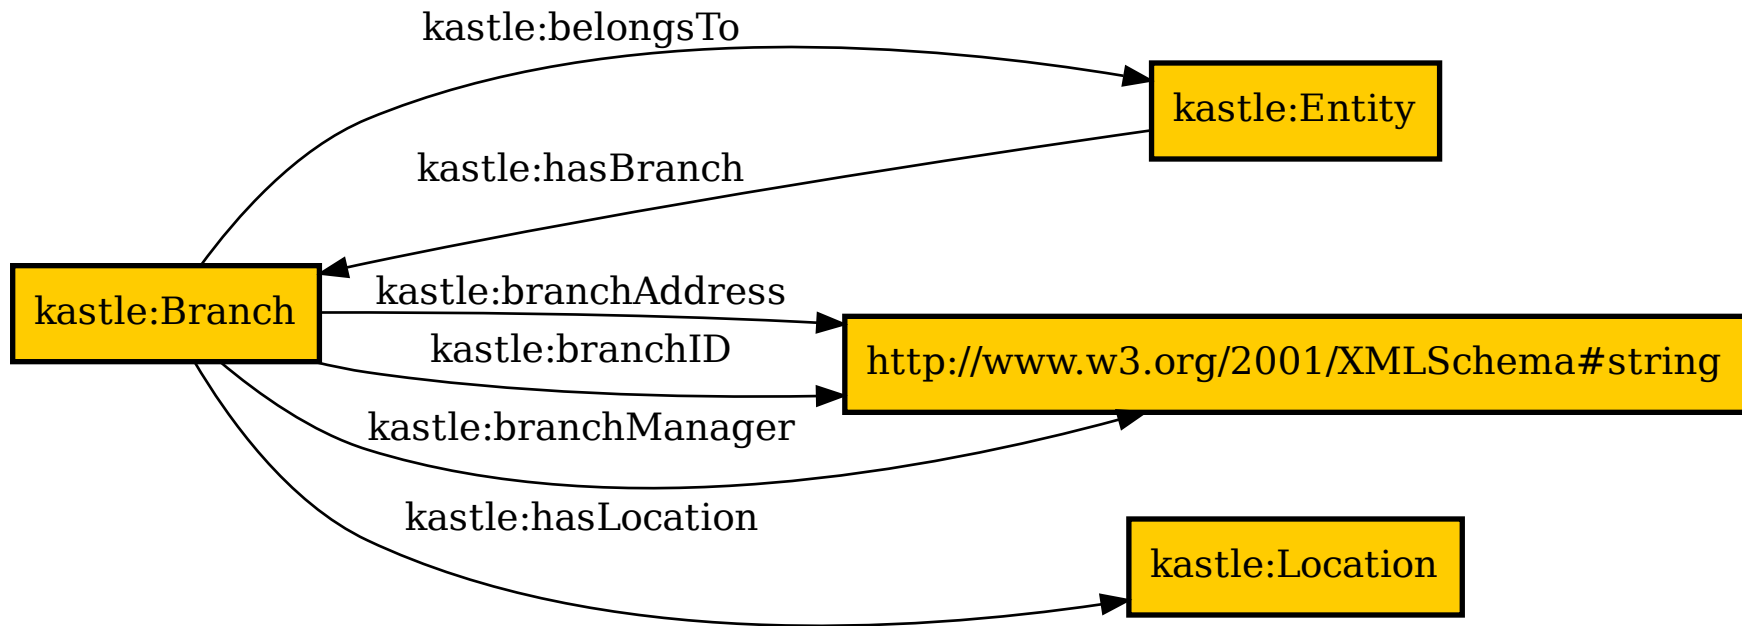 kastle:belongsTo
kastle:Entity
kastle:hasBranch
kastle:Branch
kastle:branchAddress
kastle:branchID
http://www.w3.org/2001/XMLSchema#string
kastle:branchManager
kastle:hasLocation
kastle:Location